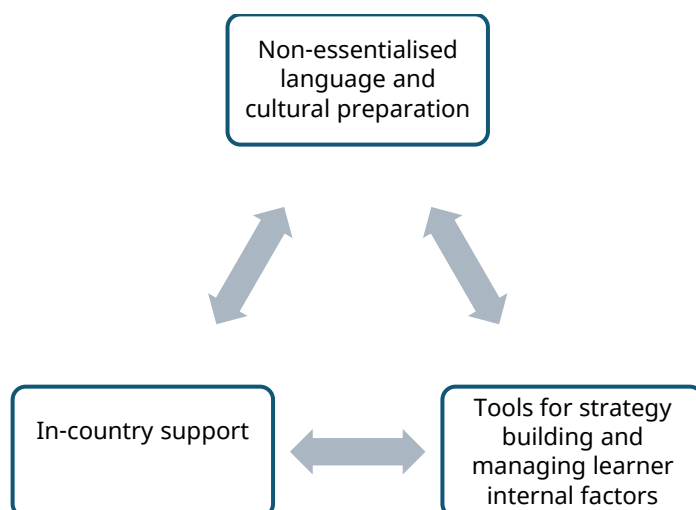 Non-essentialised
language and
cultural preparation
In-country support
Tools for strategy
building and
managing learner
internal factors